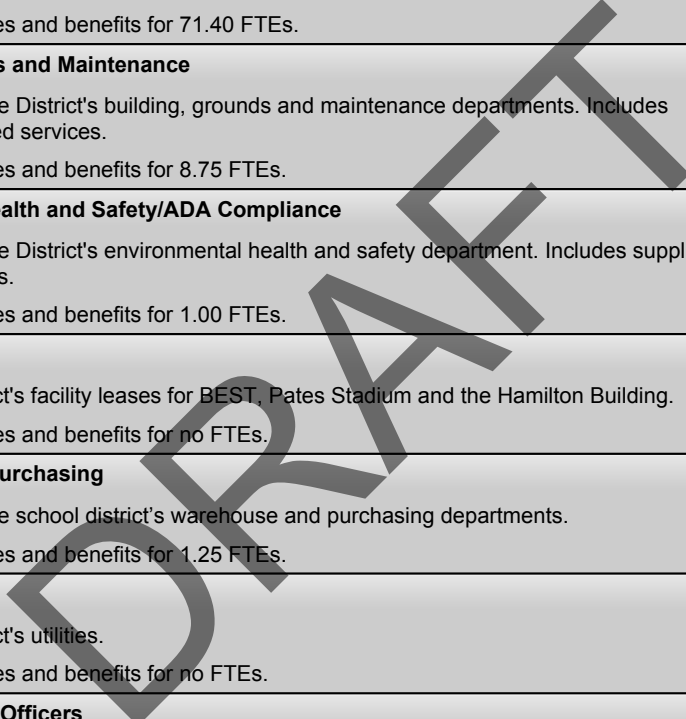 es and benefits for 71.40 FTEs.
s and Maintenance
e District's building, grounds and maintenance departments. Includes
ed services.
es and benefits for 8.75 FTEs.
ealth and Safety/ADA Compliance
e District's environmental health and safety department. Includes suppl
s.
es and benefits for 1.00 FTEs.
ct's facility leases for BEST, Pates Stadium and the Hamilton Building.
es and benefits for no FTEs.
urchasing
e school district’s warehouse and purchasing departments.
es and benefits for 1.25 FTEs.
ct's utilities.
es and benefits for no FTEs.
Officers
DRAFT